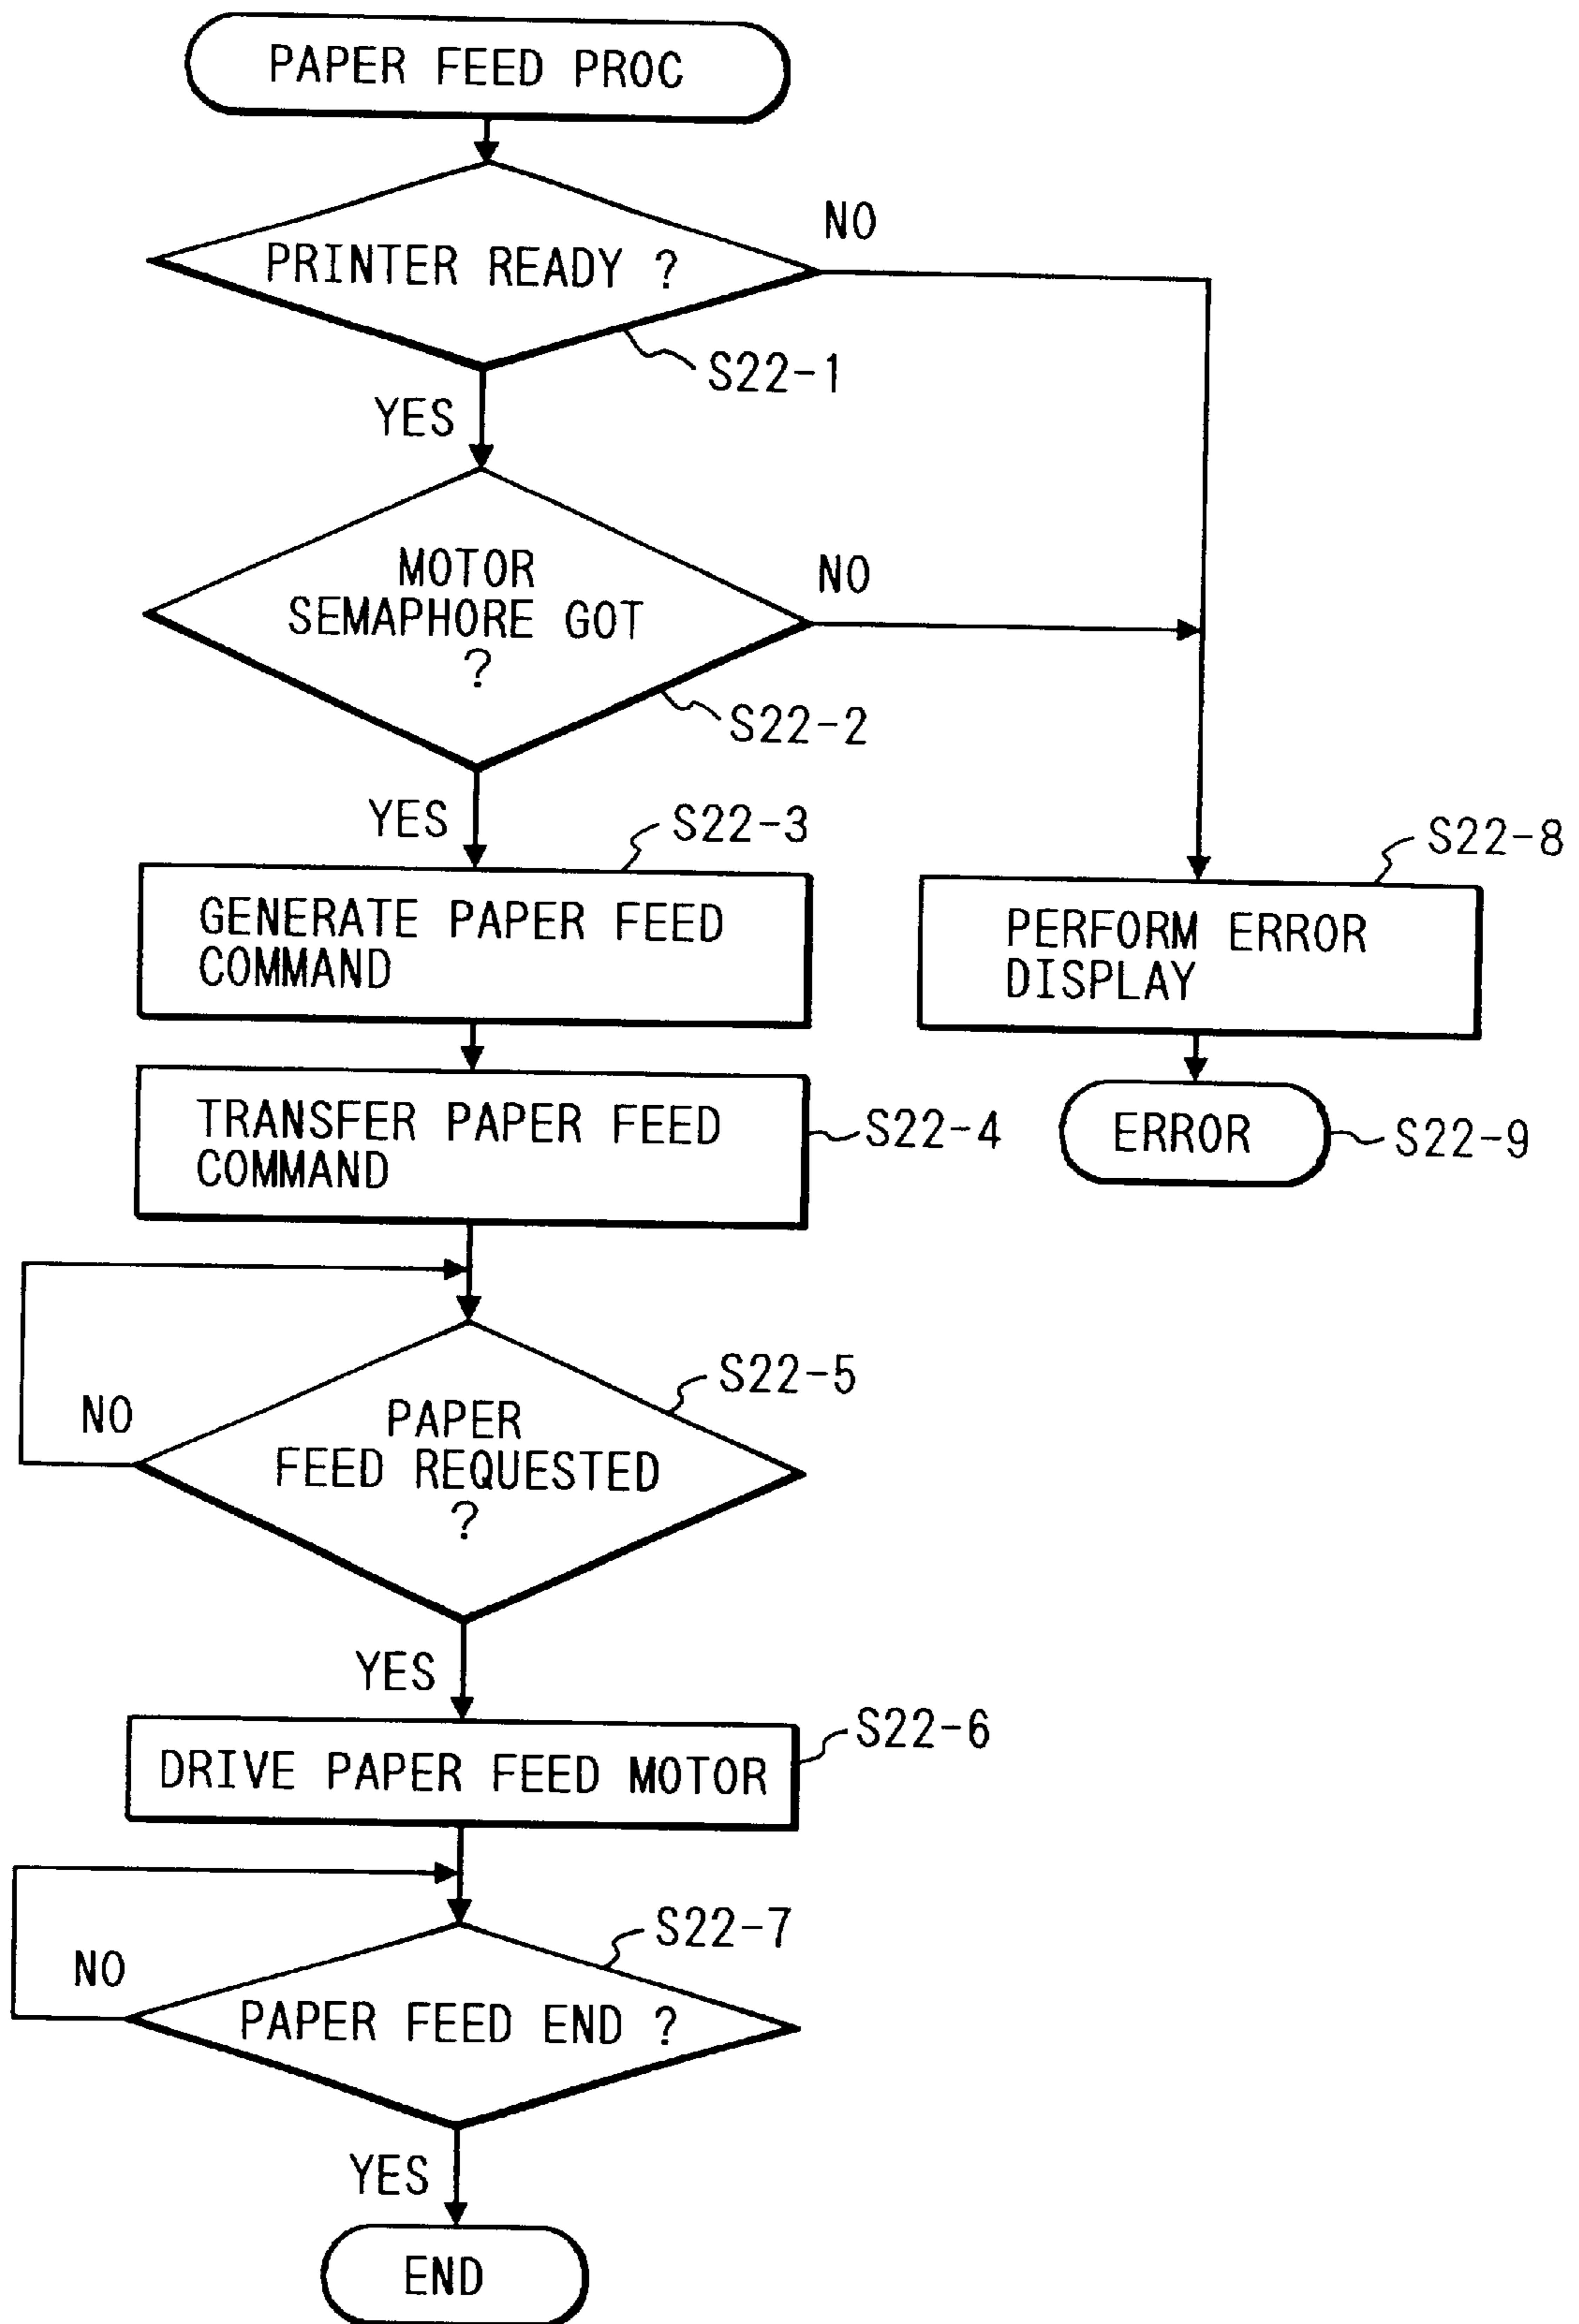 PAPER FEED PROC
PRINTER READY ?
NO
S22-1
YES
MOTOR
SEMAPHORE GOT
?
NO
S22-2
YES
S22-3
GENERATE PAPER FEED
COMMAND
S22-8
PERFORM ERROR
DISPLAY
TRANSFER PAPER FEED
COMMAND
S22-4
ERROR
S22-9
S22-5
NO
PAPER
FEED REQUESTED
?
YES
S22-6
DRIVE PAPER FEED MOTOR
S22-7
NO
PAPER FEED END ?
YES
END